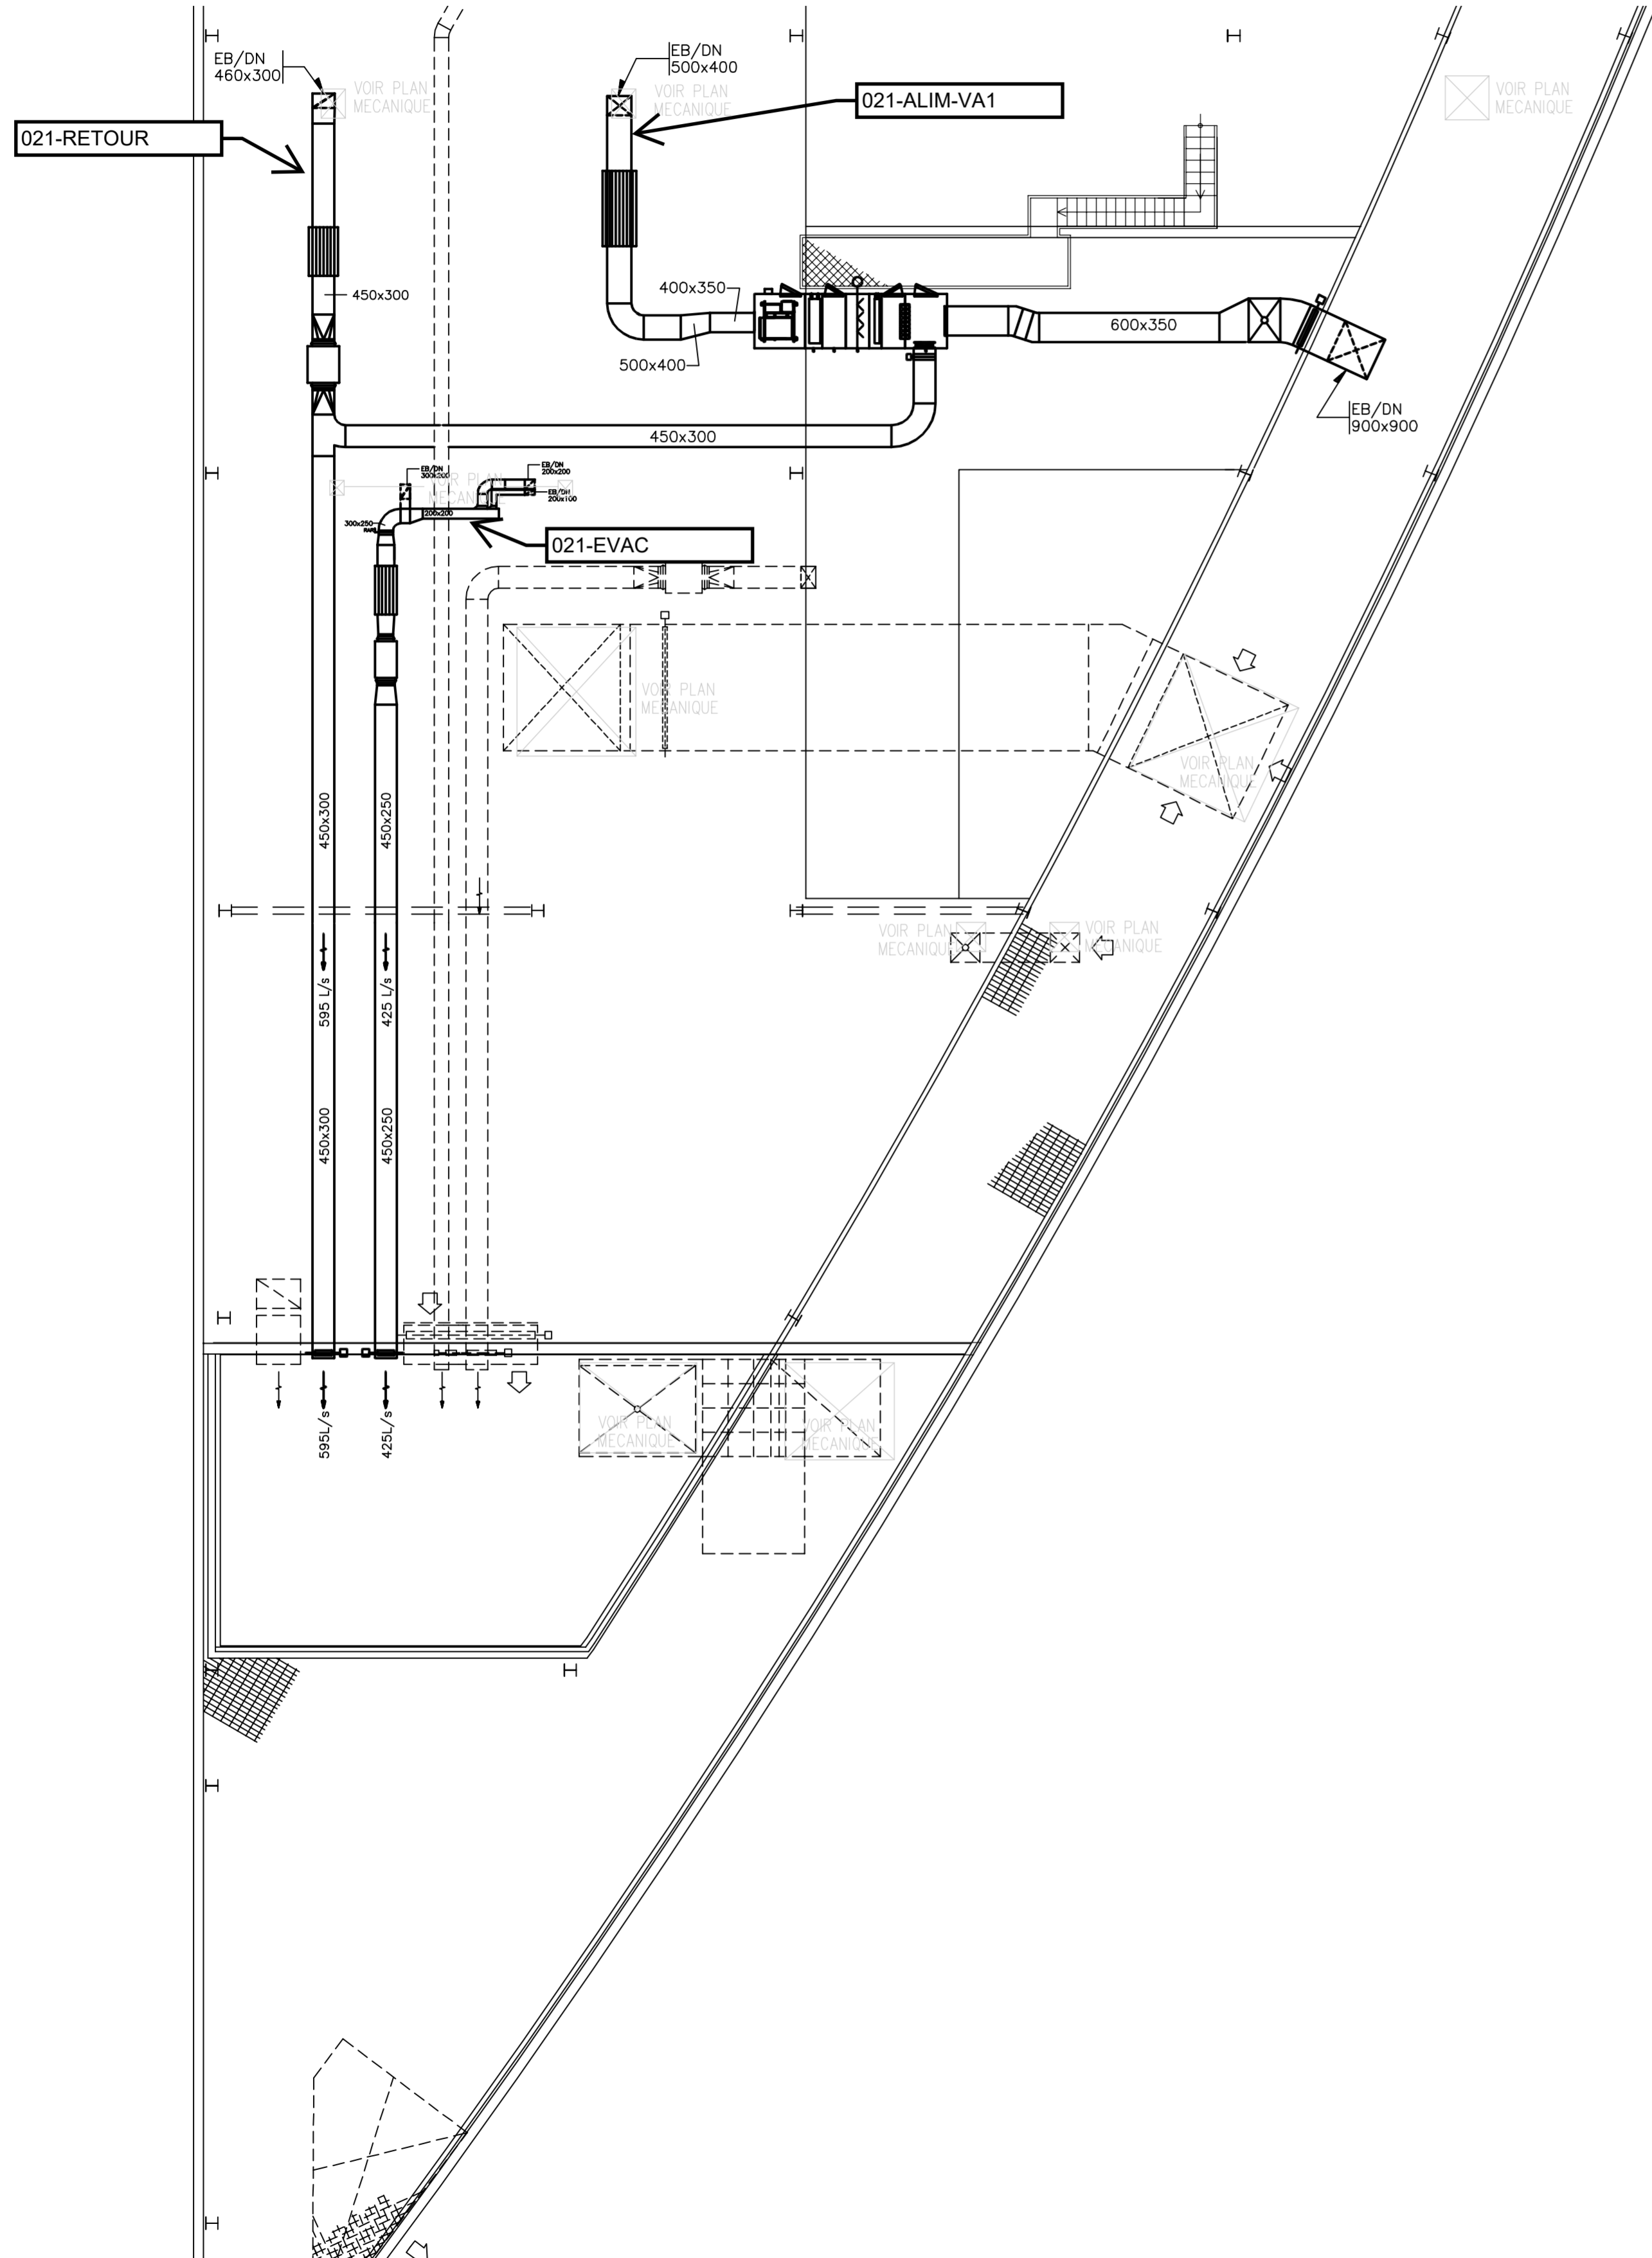 EB/DN
460x300
VOIR PLAN
MECANIQUE
EB/DN
500x400
VOIR PLAN
MECANIQUE
021-ALIM-VA1
VOIR PLAN
MECANIQUE
021-RETOUR
450x300
400x350
500x400
600x350
EB/DN
900x900
450x300
EB/DN
300x200
VOIR PLAN
MECANIQUE
EB/DN
200x200
EB/DN
200x100
300x250
200x200
021-EVAC
VOIR PLAN
MECANIQUE
VOIR PLAN
MECANIQUE
450x300
450x250
VOIR PLAN
MECANIQUE
VOIR PLAN
MECANIQUE
595 L/s
425 L/s
450x300
450x250
595L/s
425L/s
VOIR PLAN
MECANIQUE
VOIR PLAN
MECANIQUE